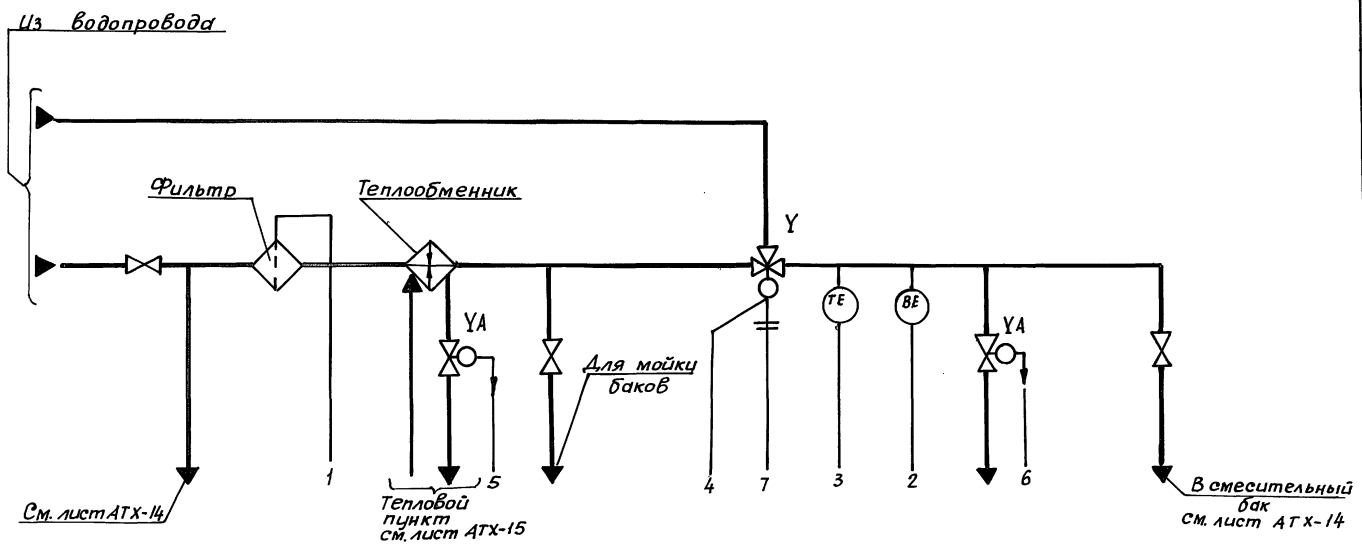 Из водопровода
Фильтр
Теплообменник
Y
TE
BE
YA
YA
Для мойки
баков
1
5
4
7
3
2
6
См. лист АТХ-14
Тепловой
пункт
см. лист АТХ-15
В смесительный
бак
см. лист АТХ-14